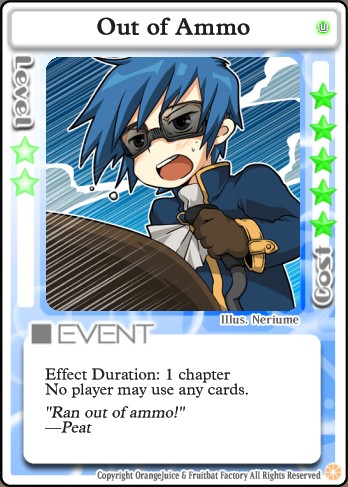 Out of Ammo
U
Level
Cost
Illus. Neriume
EVENT
Effect Duration: 1 chapter
No player may use any cards.
"Ran out of ammo!"
—Peat
Copyright Orangejuice & Fruitbat Factory All Rights Reserved